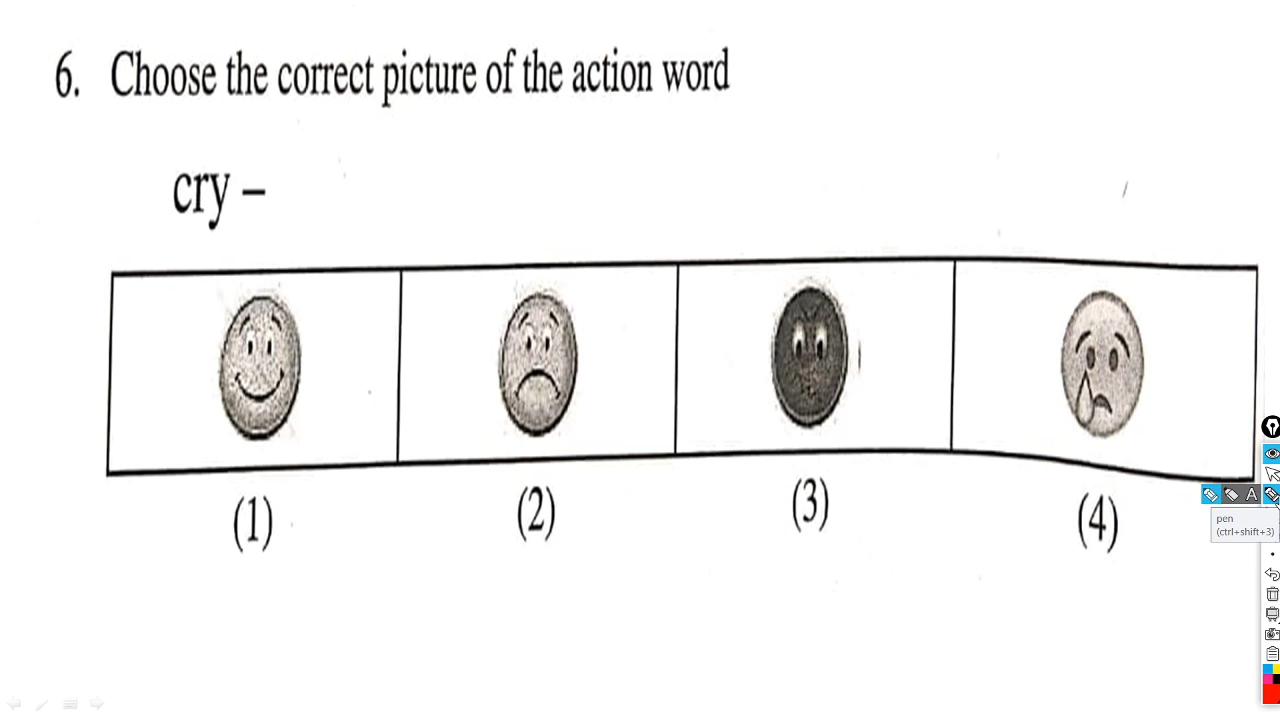 6. Choose the correct picture of the action word
cry –
(1) (2) (3) (4)
A
pen
(ctrl+shift+3)